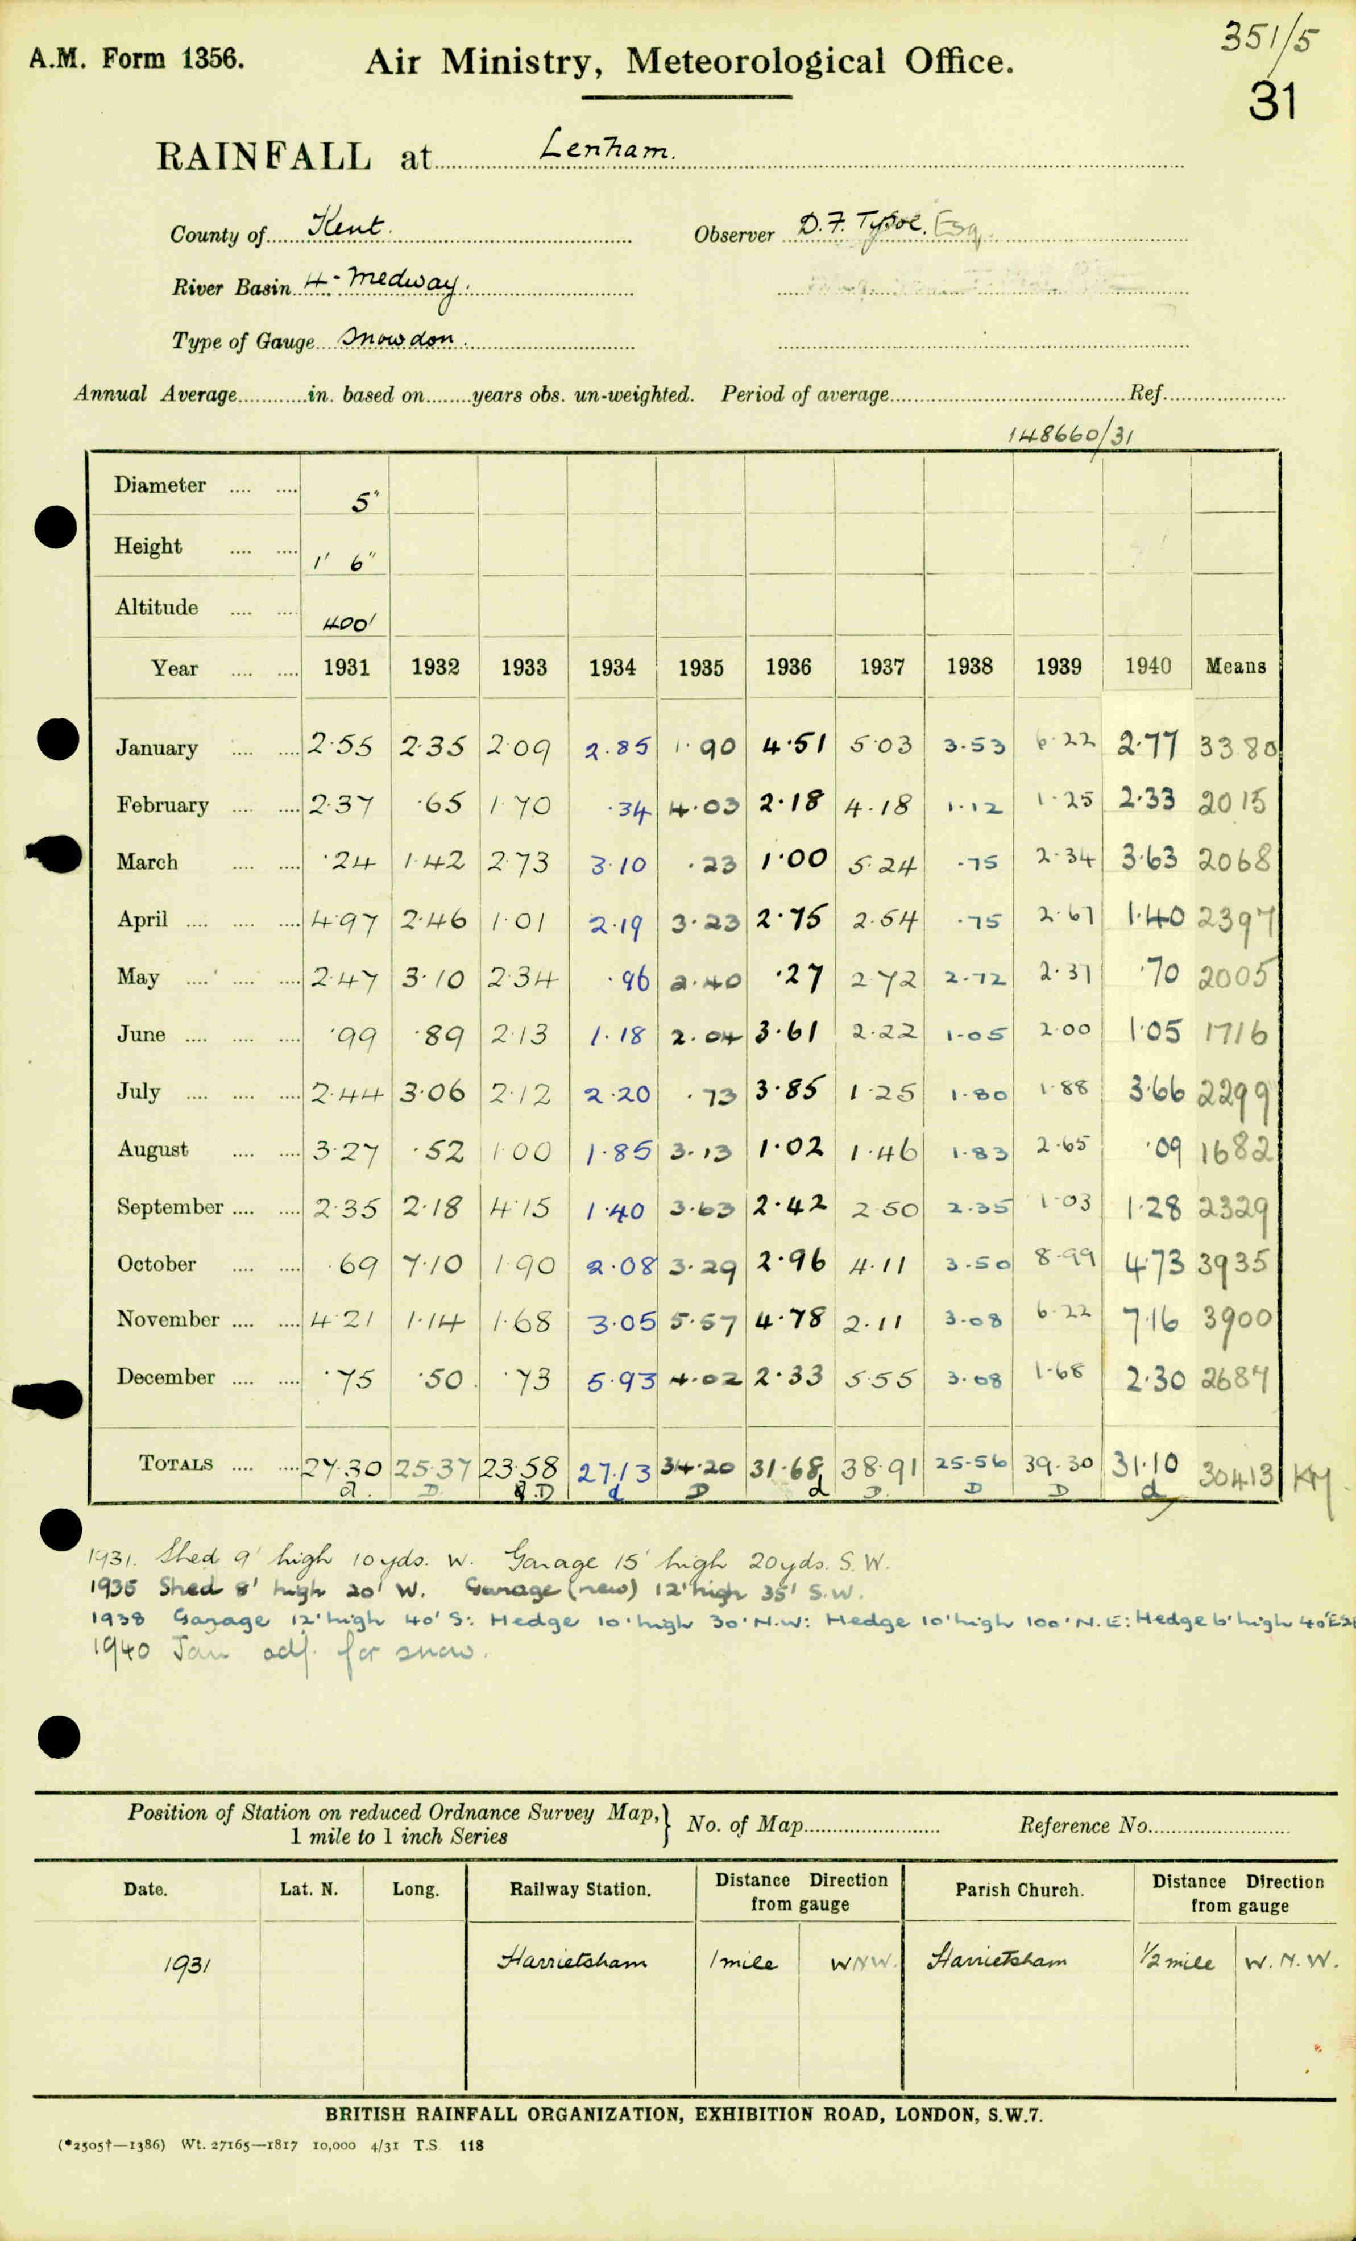 351/5
A.M. Form 1356. Air Ministry, Meteorological Office.
31
RAINFALL at Lenham.
County of Kent. Observer D.F. Tysoe. Esq.
River Basin 4 - Medway.
Type of Gauge Snowdon.
Annual Average in. based on years obs. un-weighted. Period of average Ref.
148660/31
Diameter 5"
Height 1' 6"
Altitude 400'
Year 1931 1932 1933 1934 1935 1936 1937 1938 1939 1940 Means
January 2·55 2·35 2·09 2.85 1.90 4·51 5·03 3.53 6.22 2.77 33 80
February 2·37 ·65 1·70 .34 4.03 2·18 4.18 1.12 1.25 2.33 20 15
March ·24 1·42 2·73 3·10 .23 1·00 5.24 .75 2.34 3.63 2068
April 4·97 2·46 1·01 2.19 3.23 2·75 2.54 .75 2.67 1.40 2397
May 2·47 3·10 2·34 .96 2.40 ·27 2.72 2.72 2.37 ·70 2005
June ·99 ·89 2·13 1.18 2.04 3·61 2.22 1.05 2.00 1.05 1716
July 2·44 3·06 2·12 2.20 .73 3·85 1.25 1.80 1.88 3.66 2299
August 3·27 ·52 1·00 1.85 3.13 1·02 1.46 1.83 2.65 ·09 1682
September 2·35 2·18 4·15 1.40 3.63 2·42 2.50 2.35 1.03 1.28 2329
October ·69 7·10 1·90 2.08 3.29 2·96 4.11 3.50 8.99 4.73 3935
November 4·21 1·14 1·68 3.05 5.57 4·78 2.11 3.08 6.22 7.16 3900
December ·75 ·50 ·73 5.93 4.02 2·33 5.55 3.08 1.68 2.30 2687
TOTALS 27·30 25·37 23·58 27.13 34.20 31·68 38.91 25.56 39.30 31.10 30413 KM
d. D D d D d D. D D d
1931. Shed 9' high 10yds. W. Garage 15' high 20yds. S.W.
1935 Shed 8' high 20' W. Garage (new) 12' high 35' S.W.
1938 Garage 12' high 40' S: Hedge 10' high 30' N.W: Hedge 10' high 100' N.E: Hedge 6' high 40'
1940 Jan adj. for snow.
Position of Station on reduced Ordnance Survey Map, } No. of Map Reference No.
1 mile to 1 inch Series
Date. Lat. N. Long. Railway Station. Distance Direction from gauge Parish Church. Distance Direction from gauge
1931 Harrietsham 1 mile WNW. Harrietsham 1/2 mile W.N.W.
BRITISH RAINFALL ORGANIZATION, EXHIBITION ROAD, LONDON, S.W.7.
(*2505†—1386) Wt. 27165—1817 10,000 4/31 T.S. 118